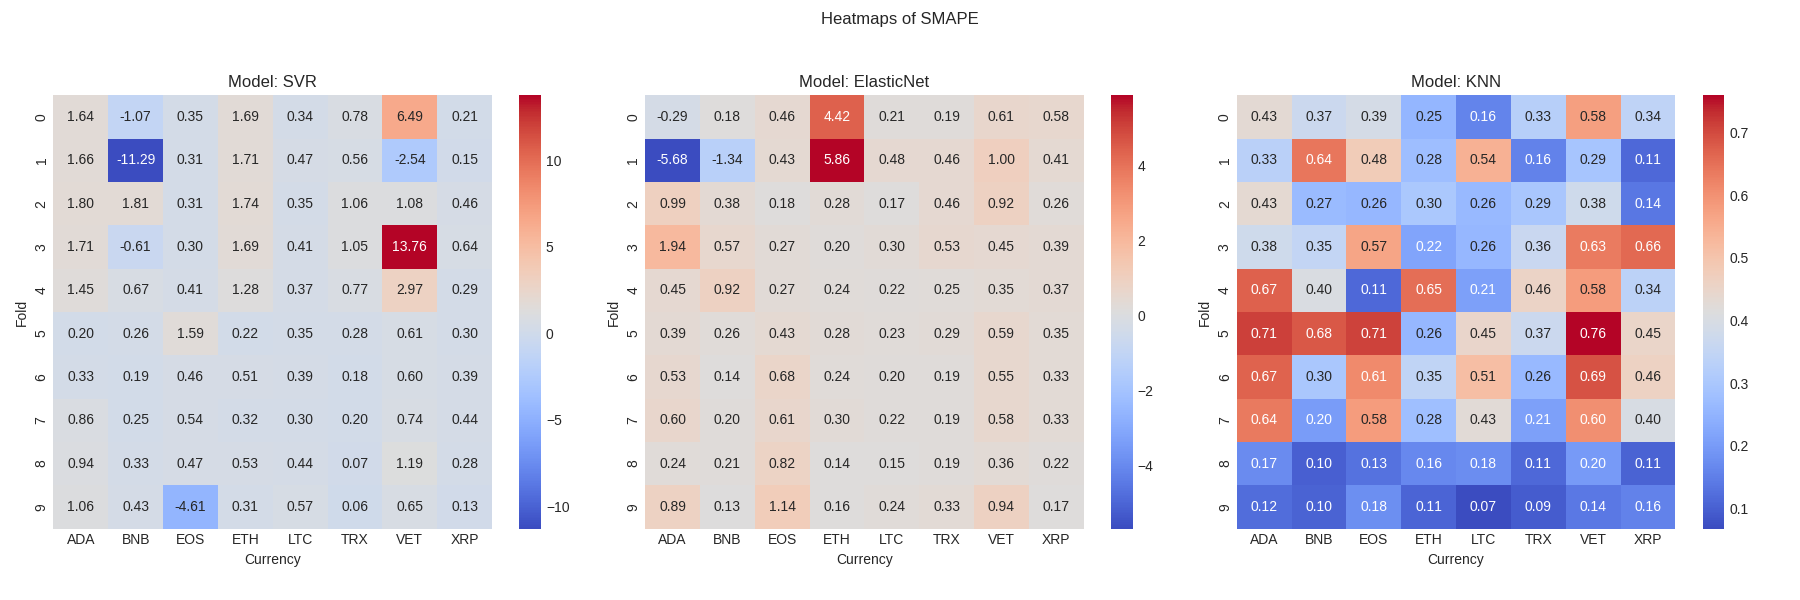 Heatmaps of SMAPE
Model: SVR
0 1.64 -1.07 0.35 1.69 0.34 0.78 6.49 0.21
1 1.66 -11.29 0.31 1.71 0.47 0.56 -2.54 0.15
2 1.80 1.81 0.31 1.74 0.35 1.06 1.08 0.46
3 1.71 -0.61 0.30 1.69 0.41 1.05 13.76 0.64
4 1.45 0.67 0.41 1.28 0.37 0.77 2.97 0.29
5 0.20 0.26 1.59 0.22 0.35 0.28 0.61 0.30
6 0.33 0.19 0.46 0.51 0.39 0.18 0.60 0.39
7 0.86 0.25 0.54 0.32 0.30 0.20 0.74 0.44
8 0.94 0.33 0.47 0.53 0.44 0.07 1.19 0.28
9 1.06 0.43 -4.61 0.31 0.57 0.06 0.65 0.13
Fold
ADA BNB EOS ETH LTC TRX VET XRP
Currency
10
5
0
−5
−10
Model: ElasticNet
0 -0.29 0.18 0.46 4.42 0.21 0.19 0.61 0.58
1 -5.68 -1.34 0.43 5.86 0.48 0.46 1.00 0.41
2 0.99 0.38 0.18 0.28 0.17 0.46 0.92 0.26
3 1.94 0.57 0.27 0.20 0.30 0.53 0.45 0.39
4 0.45 0.92 0.27 0.24 0.22 0.25 0.35 0.37
5 0.39 0.26 0.43 0.28 0.23 0.29 0.59 0.35
6 0.53 0.14 0.68 0.24 0.20 0.19 0.55 0.33
7 0.60 0.20 0.61 0.30 0.22 0.19 0.58 0.33
8 0.24 0.21 0.82 0.14 0.15 0.19 0.36 0.22
9 0.89 0.13 1.14 0.16 0.24 0.33 0.94 0.17
Fold
ADA BNB EOS ETH LTC TRX VET XRP
Currency
4
2
0
−2
−4
Model: KNN
0 0.43 0.37 0.39 0.25 0.16 0.33 0.58 0.34
1 0.33 0.64 0.48 0.28 0.54 0.16 0.29 0.11
2 0.43 0.27 0.26 0.30 0.26 0.29 0.38 0.14
3 0.38 0.35 0.57 0.22 0.26 0.36 0.63 0.66
4 0.67 0.40 0.11 0.65 0.21 0.46 0.58 0.34
5 0.71 0.68 0.71 0.26 0.45 0.37 0.76 0.45
6 0.67 0.30 0.61 0.35 0.51 0.26 0.69 0.46
7 0.64 0.20 0.58 0.28 0.43 0.21 0.60 0.40
8 0.17 0.10 0.13 0.16 0.18 0.11 0.20 0.11
9 0.12 0.10 0.18 0.11 0.07 0.09 0.14 0.16
Fold
ADA BNB EOS ETH LTC TRX VET XRP
Currency
0.7
0.6
0.5
0.4
0.3
0.2
0.1